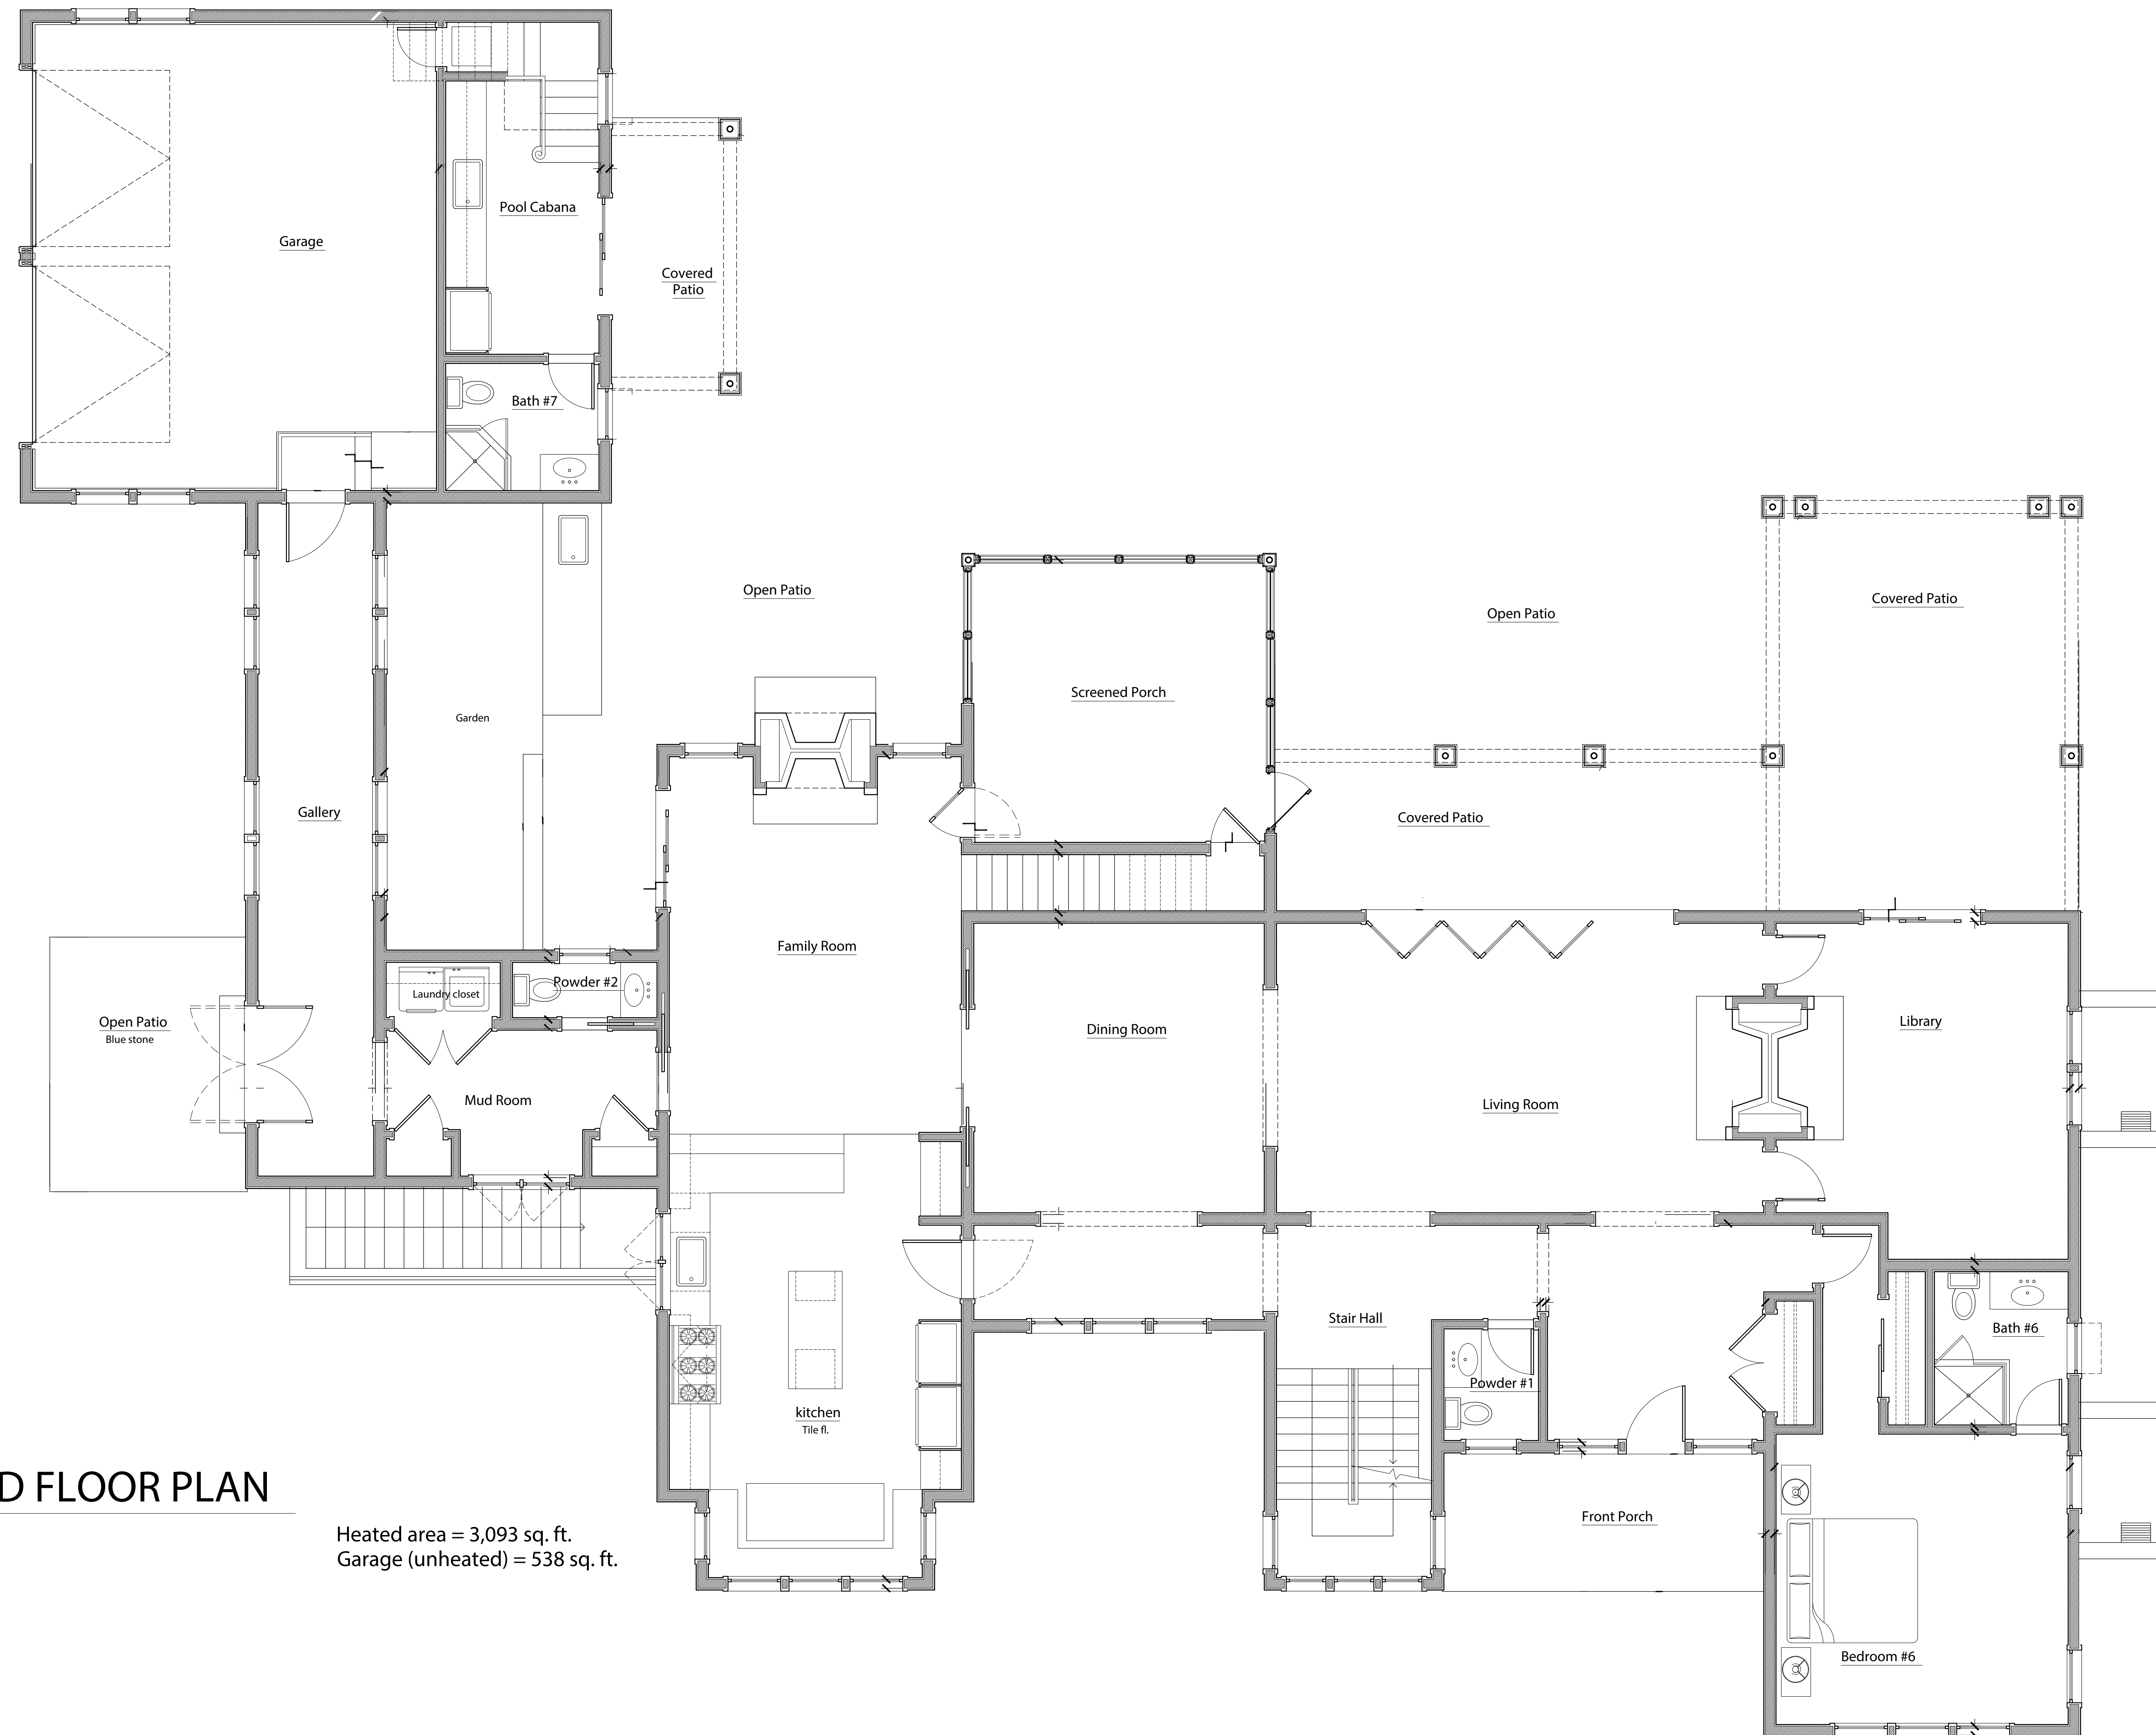 Garage
Pool Cabana
Covered
Patio
Bath #7
Open Patio
Covered Patio
Open Patio
Screened Porch
Garden
Gallery
Covered Patio
Family Room
Powder #2
Laundry closet
Open Patio
Blue stone
Dining Room
Library
Mud Room
Living Room
Stair Hall
Bath #6
Powder #1
kitchen
Tile fl.
D FLOOR PLAN
Front Porch
Heated area = 3,093 sq. ft.
Garage (unheated) = 538 sq. ft.
Bedroom #6